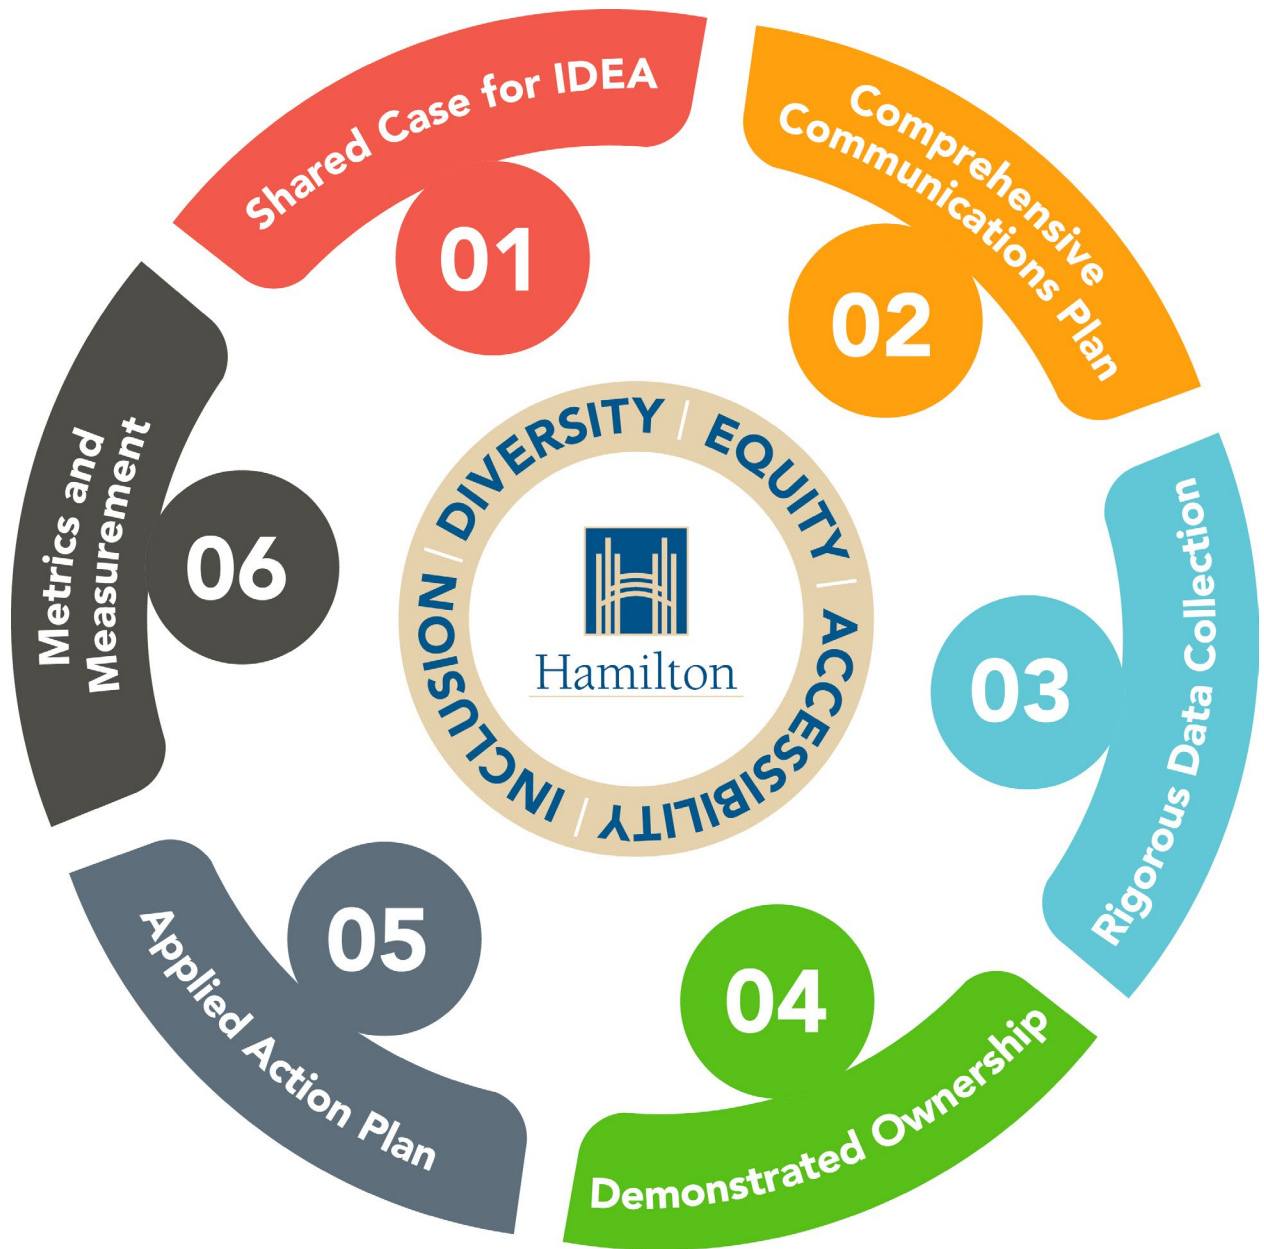 Shared Case for IDEA
01
Comprehensive
Communications Plan
02
Rigorous Data Collection
03
Demonstrated Ownership
04
Applied Action Plan
05
Metrics and
Measurement
06
DIVERSITY | EQUITY | ACCESSIBILITY | INCLUSION |
Hamilton